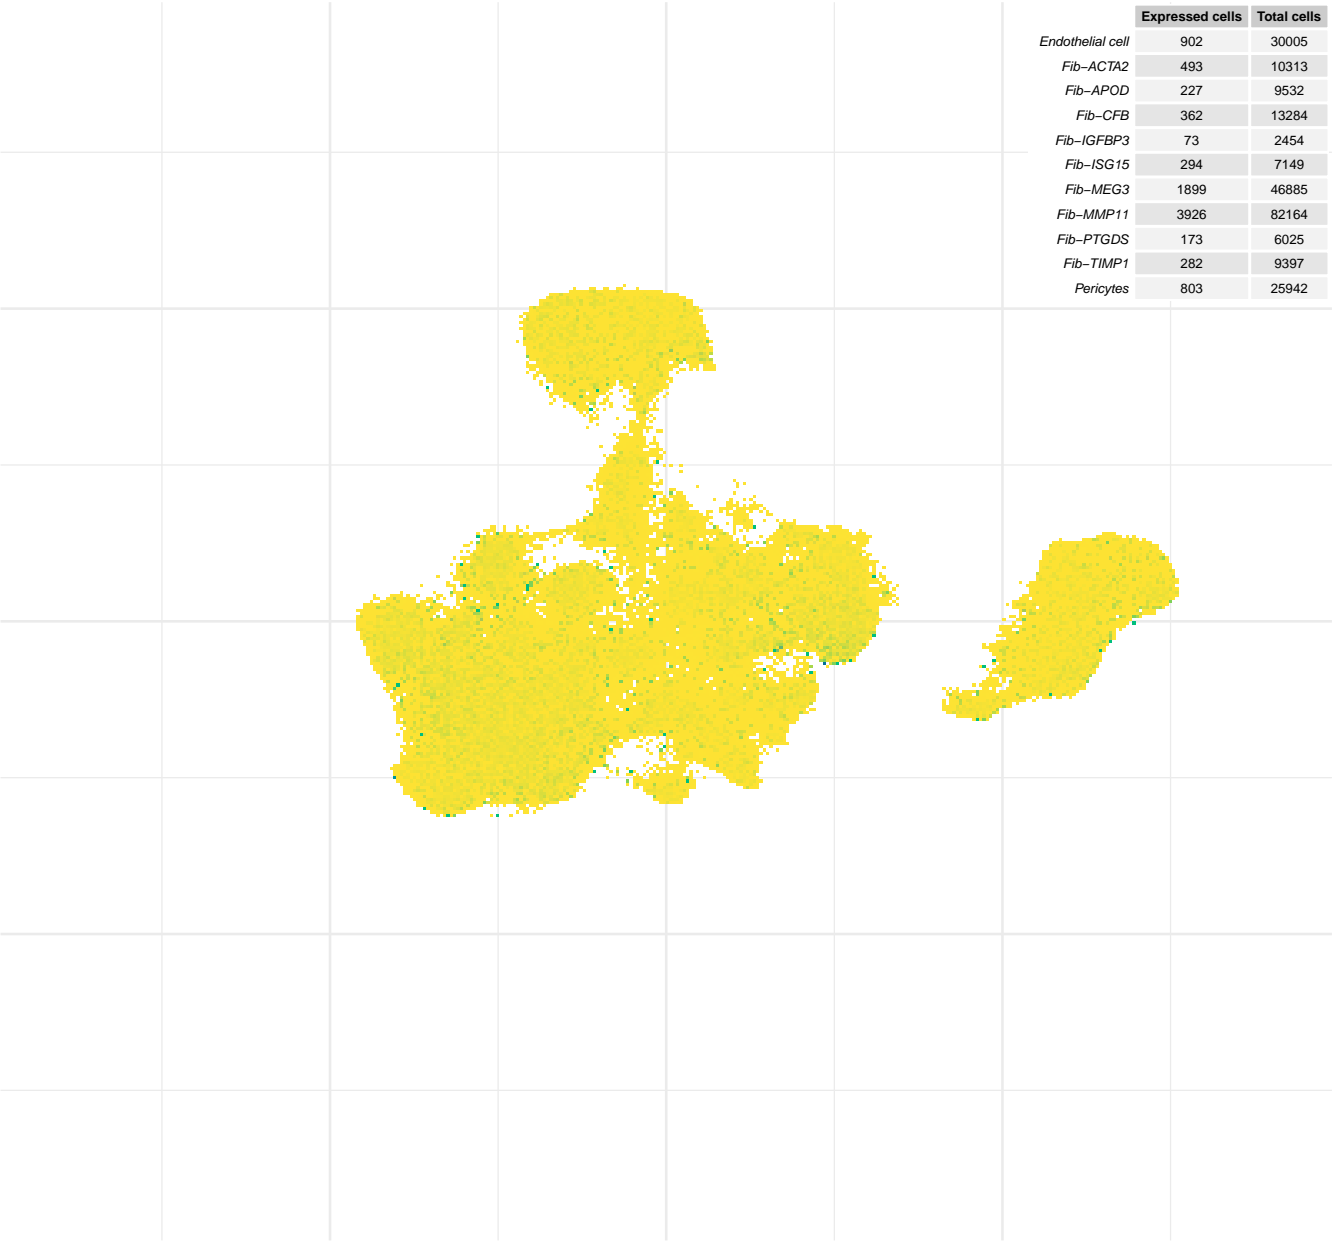 Expressed cells Total cells
Endothelial cell 902 30005
Fib−ACTA2 493 10313
Fib−APOD 227 9532
Fib−CFB 362 13284
Fib−IGFBP3 73 2454
Fib−ISG15 294 7149
Fib−MEG3 1899 46885
Fib−MMP11 3926 82164
Fib−PTGDS 173 6025
Fib−TIMP1 282 9397
Pericytes 803 25942